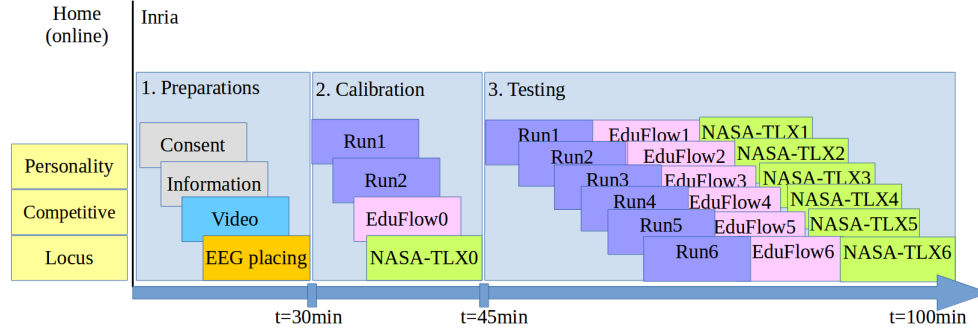 Home
(online)
Inria
1. Preparations
2. Calibration
3. Testing
Personality
Competitive
Locus
Consent
Information
Video
EEG placing
Run1
Run2
EduFlow0
NASA-TLX0
Run1 EduFlow1 NASA-TLX1
Run2 EduFlow2 NASA-TLX2
Run3 EduFlow3 NASA-TLX3
Run4 EduFlow4 NASA-TLX4
Run5 EduFlow5 NASA-TLX5
Run6 EduFlow6 NASA-TLX6
t=30min
t=45min
t=100min